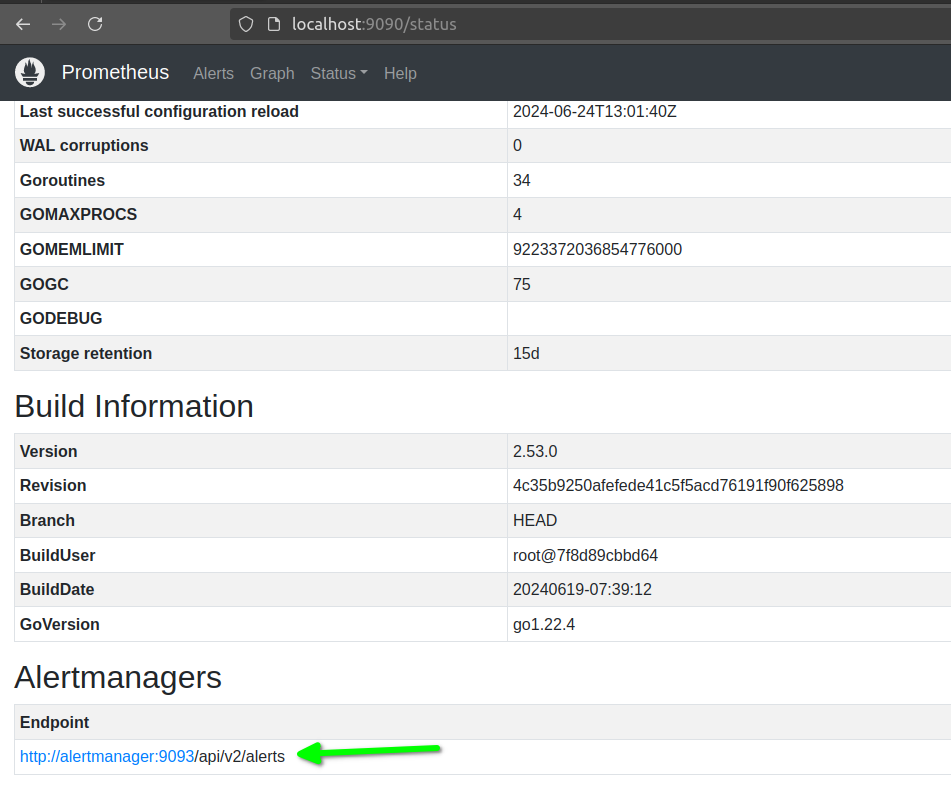 localhost:9090/status
Prometheus Alerts Graph Status Help
Last successful configuration reload 2024-06-24T13:01:40Z
WAL corruptions 0
Goroutines 34
GOMAXPROCS 4
GOMEMLIMIT 9223372036854776000
GOGC 75
GODEBUG
Storage retention 15d
Build Information
Version 2.53.0
Revision 4c35b9250afefede41c5f5acd76191f90f625898
Branch HEAD
BuildUser root@7f8d89cbbd64
BuildDate 20240619-07:39:12
GoVersion go1.22.4
Alertmanagers
Endpoint
http://alertmanager:9093/api/v2/alerts